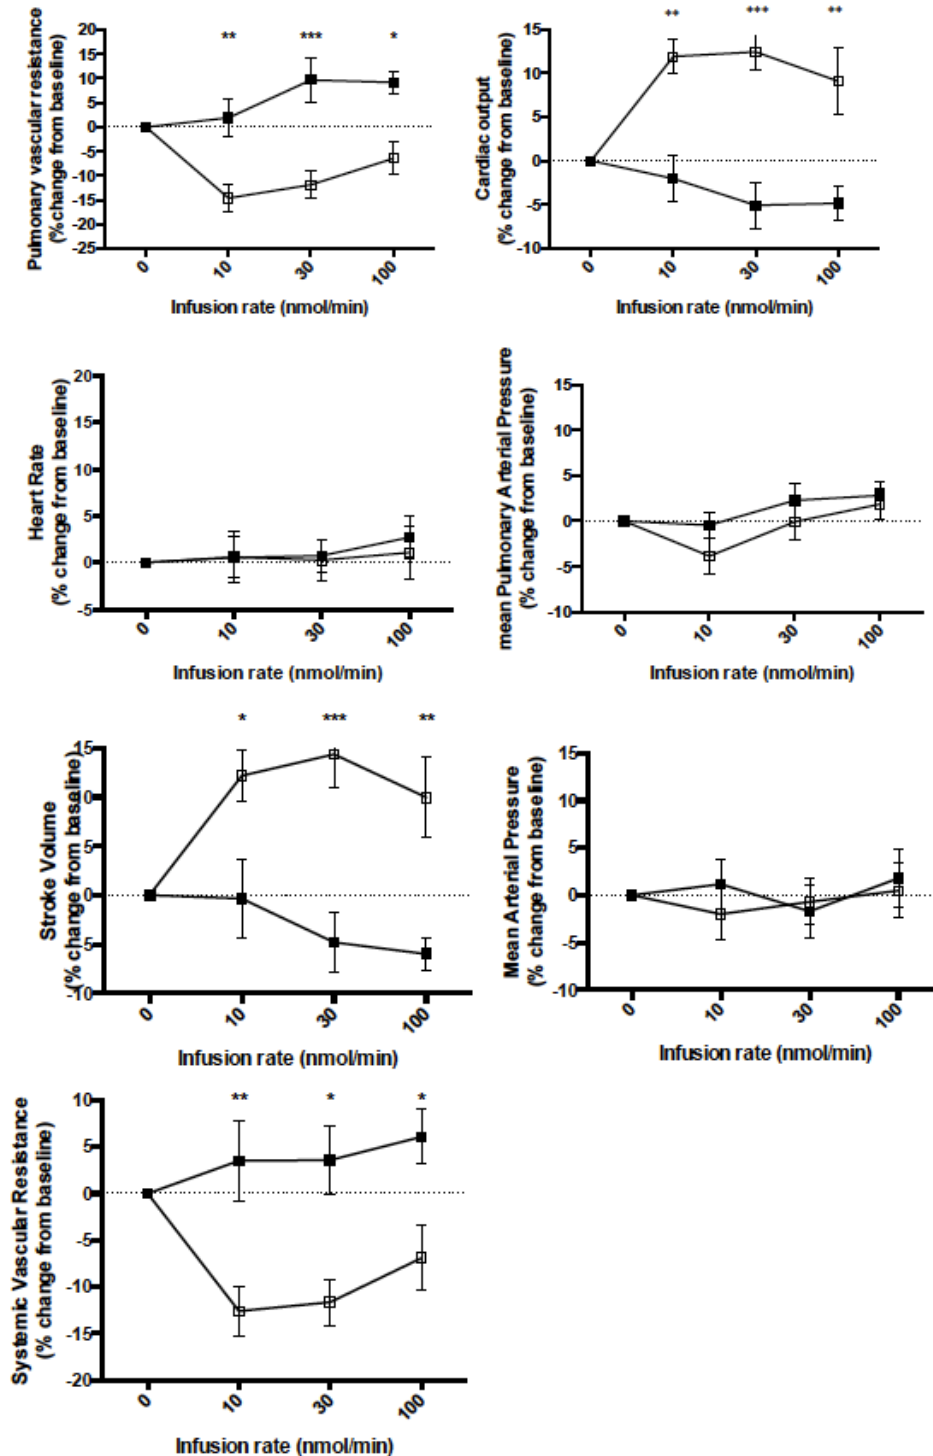 Pulmonary vascular resistance
(%change from baseline)
20
15
10
5
0
-5
-10
-15
-20
-25
** *** *
0 10 30 100
Infusion rate (nmol/min)
Cardiac output
(% change from baseline)
15
10
5
0
-5
-10
** *** **
0 10 30 100
Infusion rate (nmol/min)
Heart Rate
(% change from baseline)
20
15
10
5
0
-5
0 10 30 100
Infusion rate (nmol/min)
mean Pulmonary Arterial Pressure
(% change from baseline)
15
10
5
0
-5
-10
0 10 30 100
Infusion rate (nmol/min)
Stroke Volume
(% change from baseline)
15
10
5
0
-5
-10
* *** **
0 10 30 100
Infusion rate (nmol/min)
Mean Arterial Pressure
(% change from baseline)
15
10
5
0
-5
-10
0 10 30 100
Infusion rate (nmol/min)
Systemic Vascular Resistance
(% change from baseline)
10
5
0
-5
-10
-15
-20
** * *
0 10 30 100
Infusion rate (nmol/min)